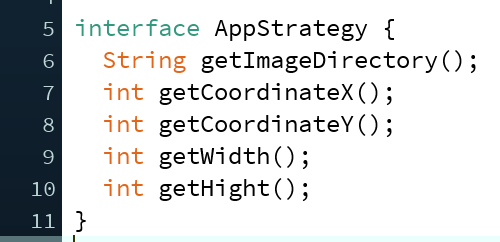 5 interface AppStrategy {
6 String getImageDirectory();
7 int getCoordinateX();
8 int getCoordinateY();
9 int getWidth();
10 int getHight();
11 }